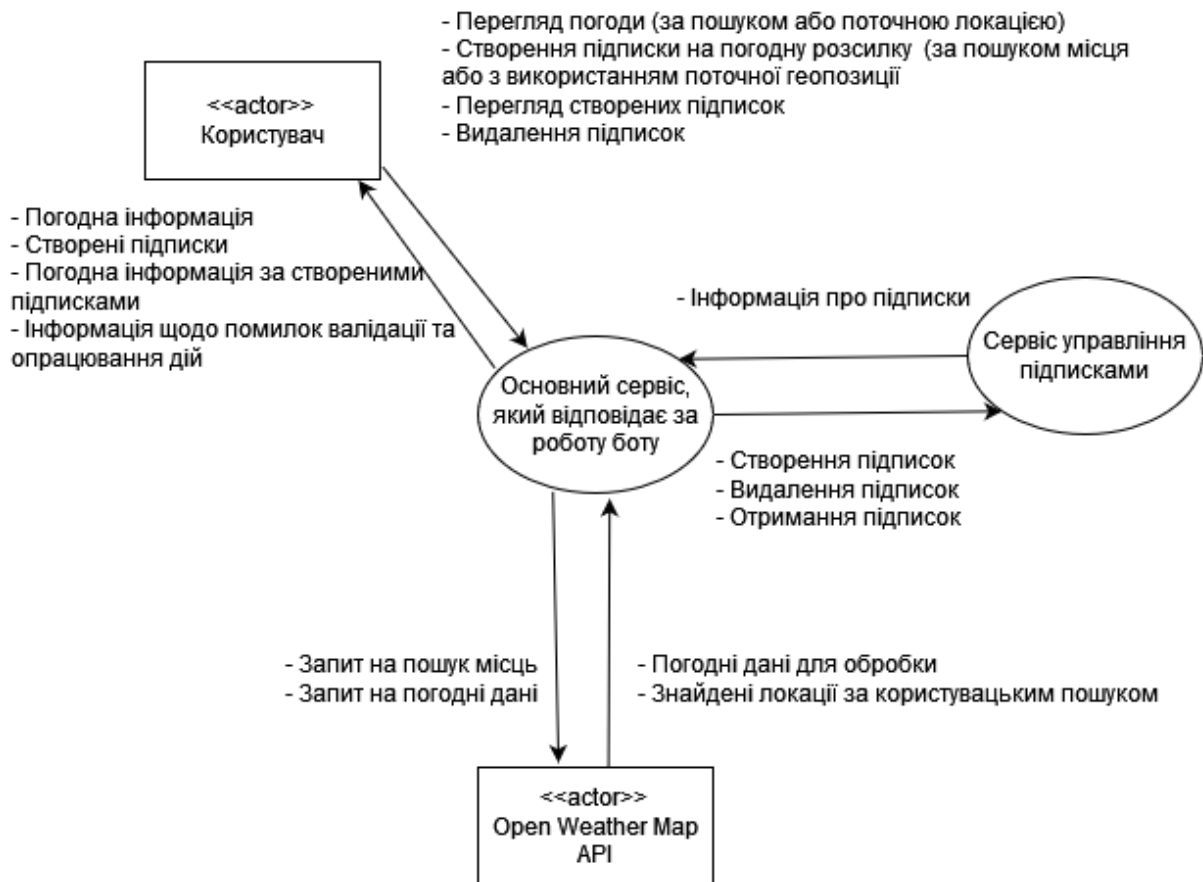 - Перегляд погоди (за пошуком або поточною локацією)
- Створення підписки на погодну розсилку (за пошуком місця
або з використанням поточної геопозиції
- Перегляд створених підписок
- Видалення підписок
<<actor>>
Користувач
- Погодна інформація
- Створені підписки
- Погодна інформація за створеними
підписками
- Інформація щодо помилок валідації та
опрацювання дій
- Інформація про підписки
Сервіс управління
підписками
Основний сервіс,
який відповідає за
роботу боту
- Створення підписок
- Видалення підписок
- Отримання підписок
- Запит на пошук місць
- Запит на погодні дані
- Погодні дані для обробки
- Знайдені локації за користувацьким пошуком
<<actor>>
Open Weather Map
API